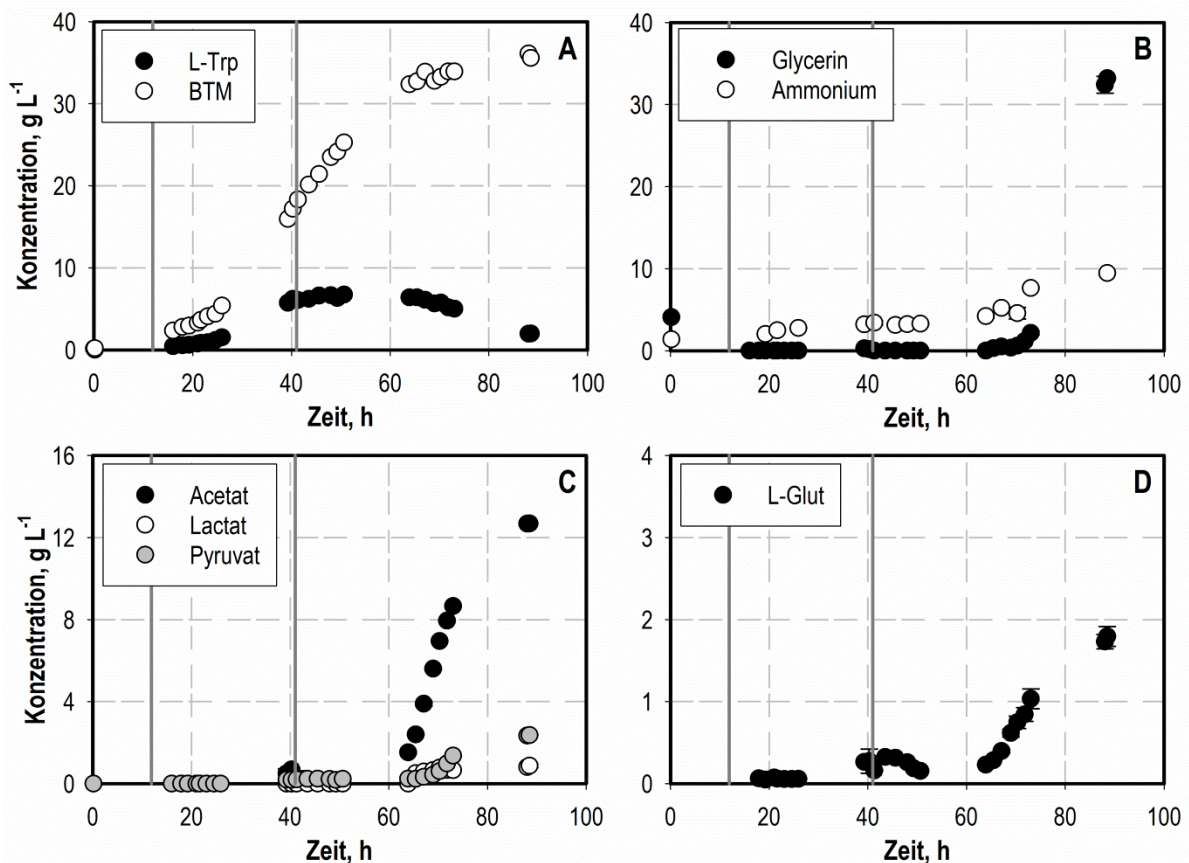 A
L-Trp
BTM
Konzentration, g L⁻¹
40
30
20
10
0
0 20 40 60 80 100
Zeit, h
B
Glycerin
Ammonium
40
30
20
10
0
0 20 40 60 80 100
Zeit, h
C
Acetat
Lactat
Pyruvat
Konzentration, g L⁻¹
16
12
8
4
0
0 20 40 60 80 100
Zeit, h
D
L-Glut
4
3
2
1
0
0 20 40 60 80 100
Zeit, h